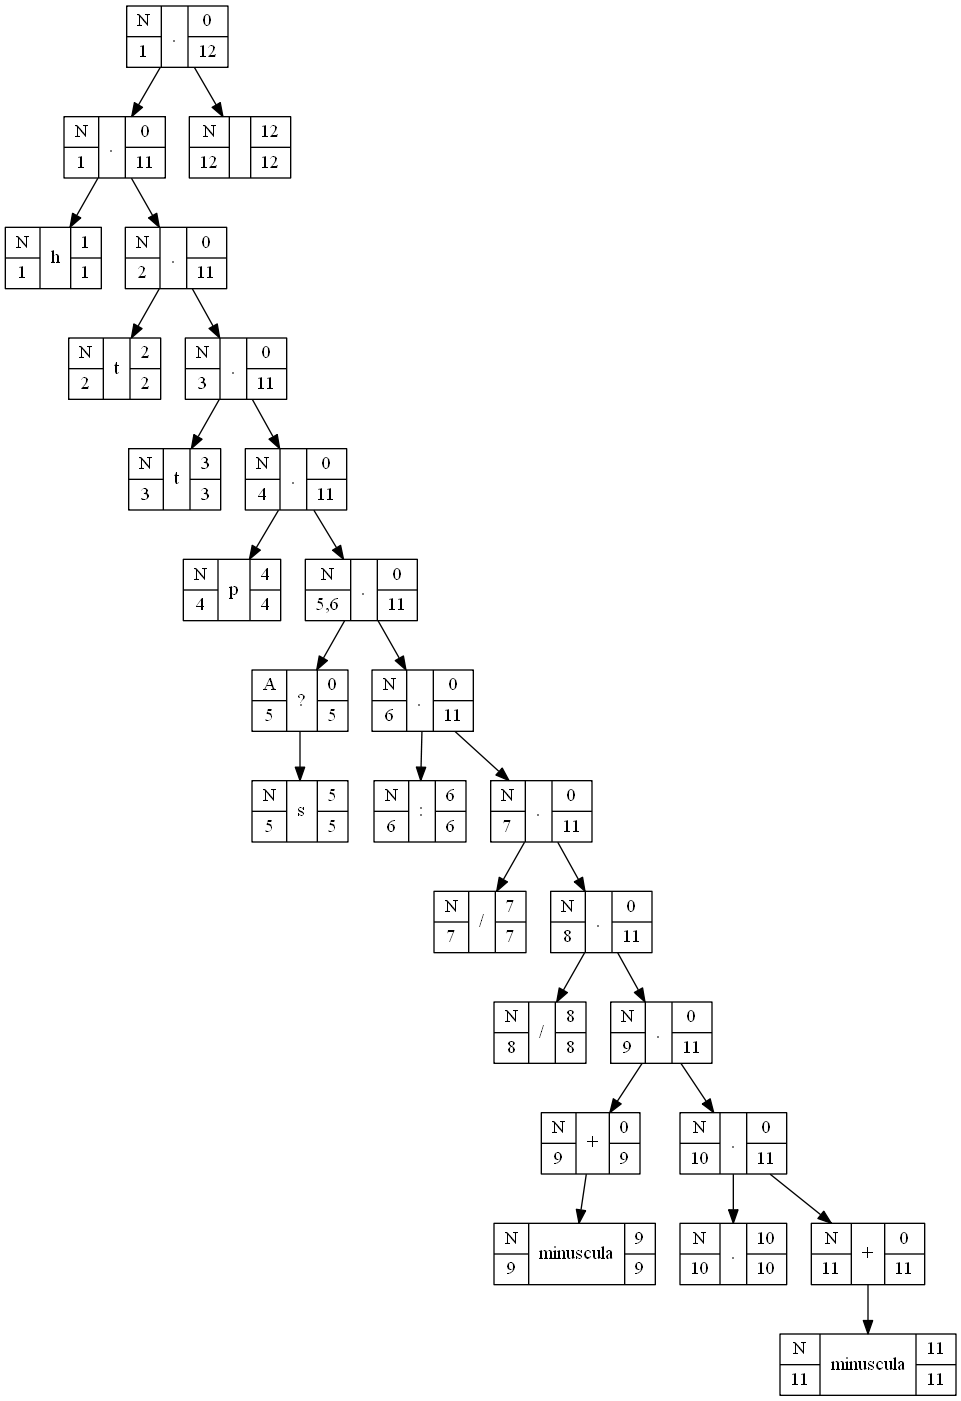 N . 0
1 12
N . 0
1 11
N 12
12 12
N h 1
1 1
N . 0
2 11
N t 2
2 2
N . 0
3 11
N t 3
3 3
N . 0
4 11
N p 4
4 4
N . 0
5,6 11
A ? 0
5 5
N . 0
6 11
N s 5
5 5
N : 6
6 6
N . 0
7 11
N / 7
7 7
N . 0
8 11
N / 8
8 8
N . 0
9 11
N + 0
9 9
N . 0
10 11
N minuscula 9
9 9
N . 10
10 10
N + 0
11 11
N minuscula 11
11 11